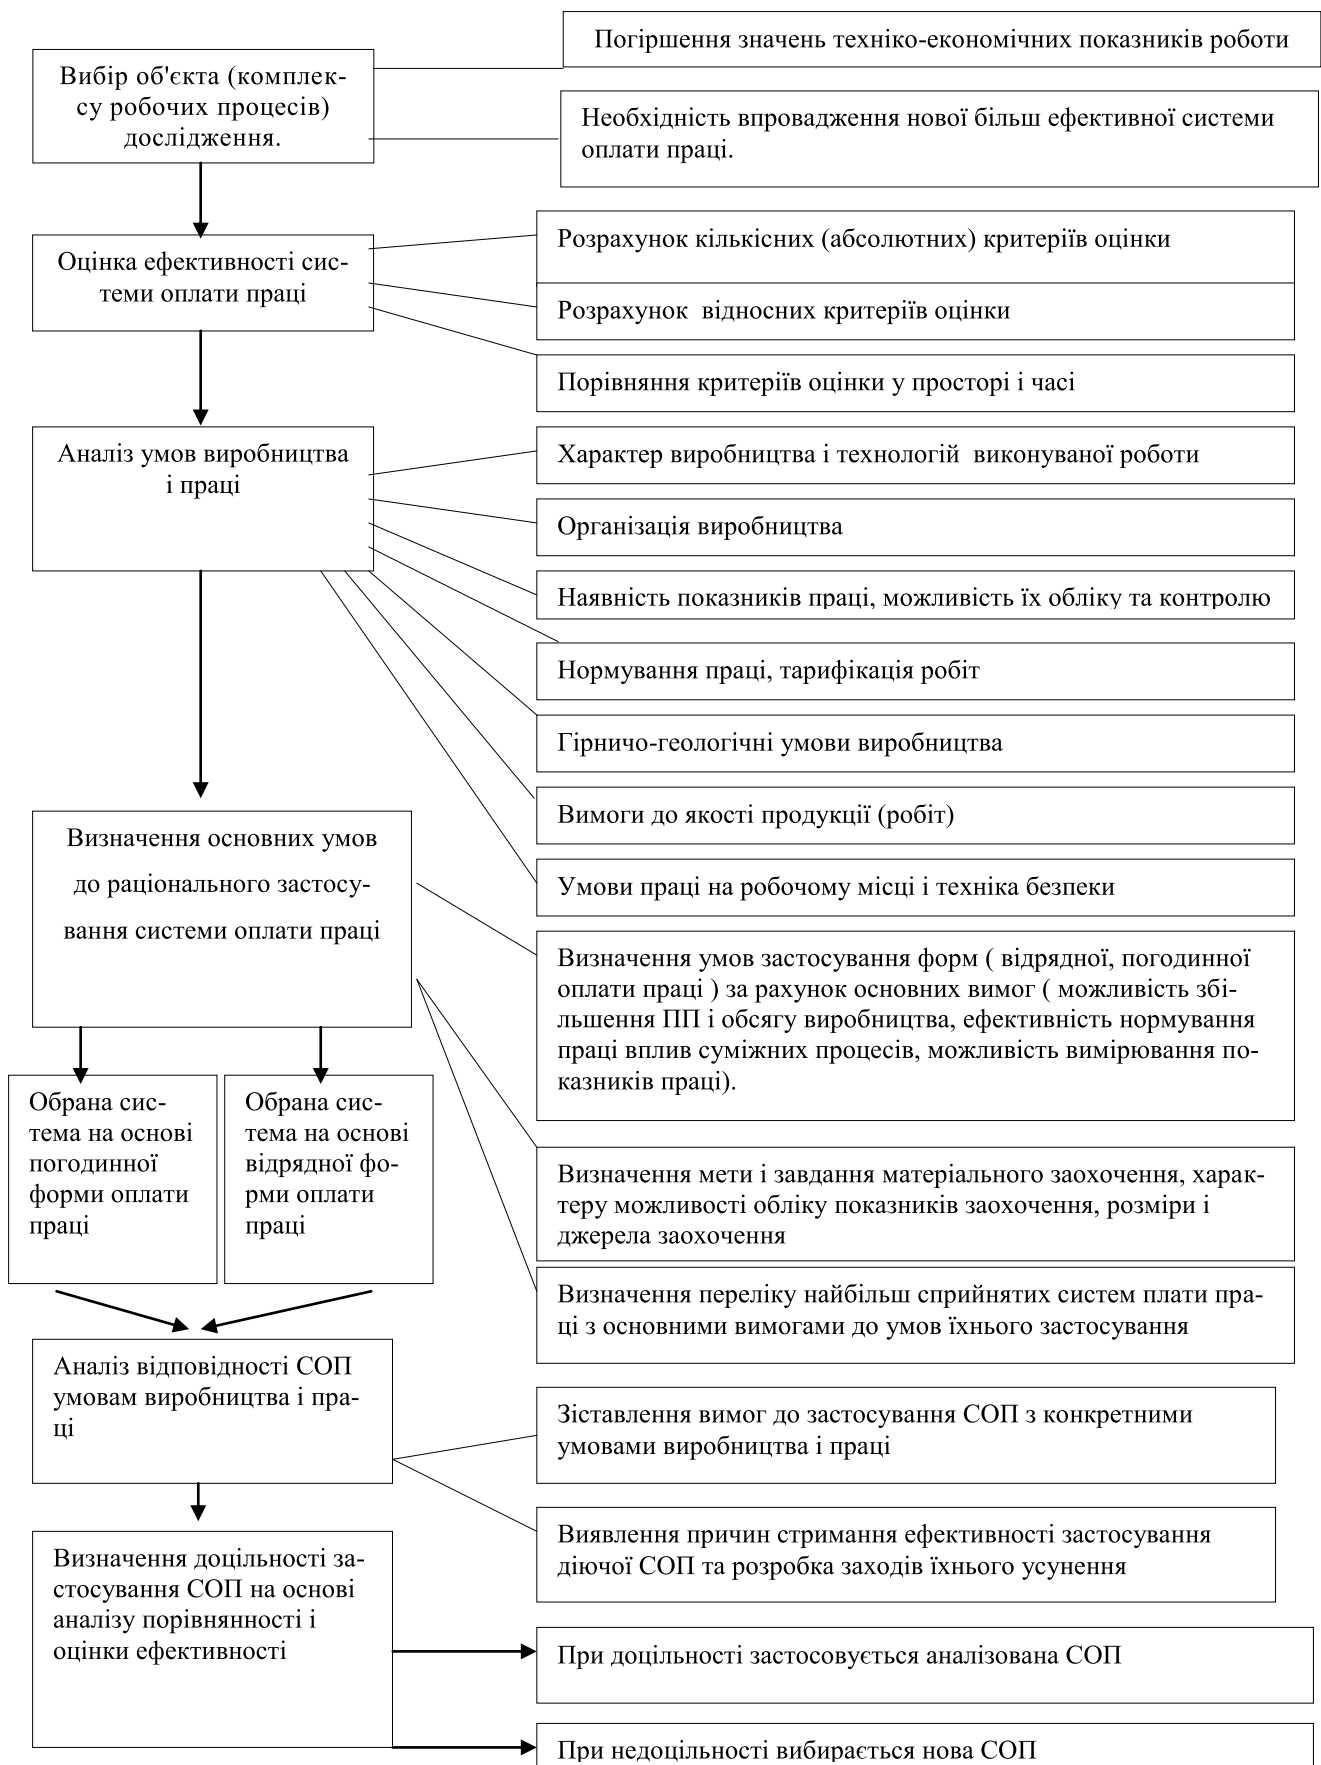 Погіршення значень техніко-економічних показників роботи
Вибір об'єкта (комплек-
су робочих процесів)
дослідження.
Необхідність впровадження нової більш ефективної системи
оплати праці.
Оцінка ефективності сис-
теми оплати праці
Розрахунок кількісних (абсолютних) критеріїв оцінки
Розрахунок відносних критеріїв оцінки
Порівняння критеріїв оцінки у просторі і часі
Аналіз умов виробництва
і праці
Характер виробництва і технологій виконуваної роботи
Організація виробництва
Наявність показників праці, можливість їх обліку та контролю
Нормування праці, тарифікація робіт
Гірничо-геологічні умови виробництва
Вимоги до якості продукції (робіт)
Умови праці на робочому місці і техніка безпеки
Визначення основних умов
до раціонального застосу-
вання системи оплати праці
Визначення умов застосування форм ( відрядної, погодинної
оплати праці ) за рахунок основних вимог ( можливість збі-
льшення ПП і обсягу виробництва, ефективність нормування
праці вплив суміжних процесів, можливість вимірювання по-
казників праці).
Обрана сис-
тема на основі
погодинної
форми оплати
праці
Обрана сис-
тема на основі
відрядної фо-
рми оплати
праці
Визначення мети і завдання матеріального заохочення, харак-
теру можливості обліку показників заохочення, розміри і
джерела заохочення
Визначення переліку найбільш сприйнятих систем плати пра-
ці з основними вимогами до умов їхнього застосування
Аналіз відповідності СОП
умовам виробництва і пра-
ці
Зіставлення вимог до застосування СОП з конкретними
умовами виробництва і праці
Виявлення причин стримання ефективності застосування
діючої СОП та розробка заходів їхнього усунення
Визначення доцільності за-
стосування СОП на основі
аналізу порівнянності і
оцінки ефективності
При доцільності застосовується аналізована СОП
При недоцільності вибирається нова СОП